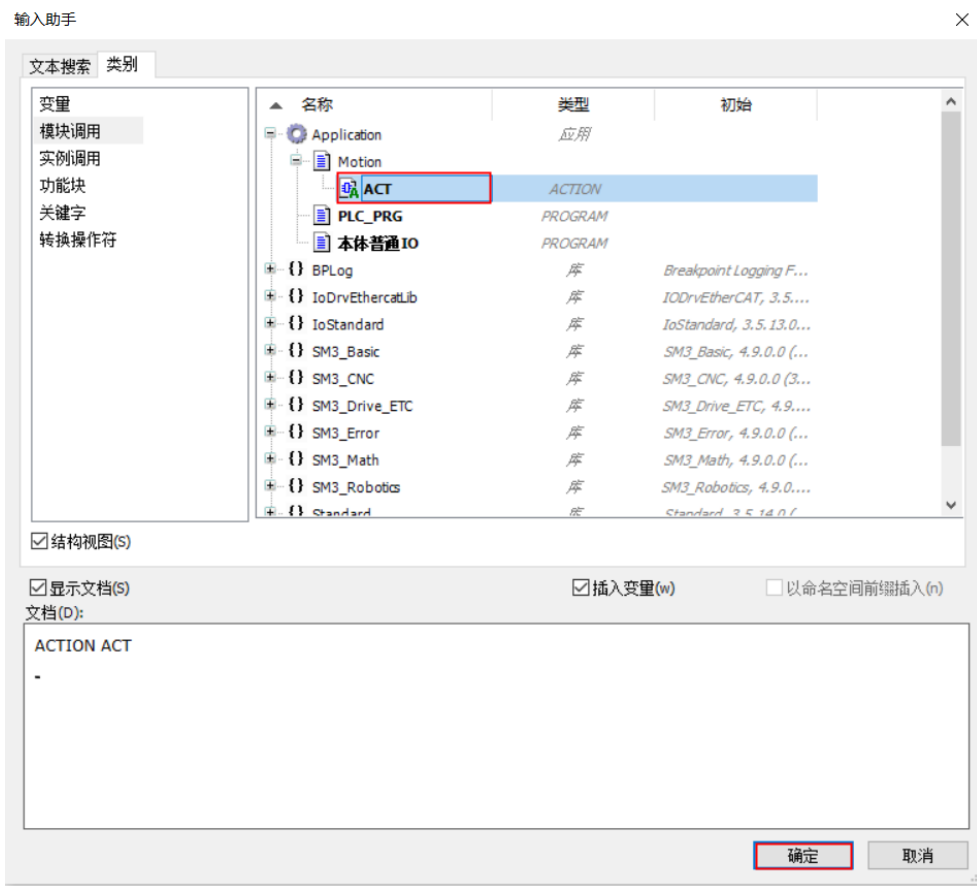 输入助手
文本搜索 类别
变量
模块调用
实例调用
功能块
关键字
转换操作符
名称 类型 初始
Application 应用
Motion
ACT ACTION
PLC_PRG PROGRAM
本体普通IO PROGRAM
{} BPLog 库 Breakpoint Logging F...
{} IoDrvEthercatLib 库 IODrvEtherCAT, 3.5....
{} IoStandard 库 IoStandard, 3.5.13.0...
{} SM3_Basic 库 SM3_Basic, 4.9.0.0 (...
{} SM3_CNC 库 SM3_CNC, 4.9.0.0 (3...
{} SM3_Drive_ETC 库 SM3_Drive_ETC, 4.9....
{} SM3_Error 库 SM3_Error, 4.9.0.0 (...
{} SM3_Math 库 SM3_Math, 4.9.0.0 (...
{} SM3_Robotics 库 SM3_Robotics, 4.9.0....
{} Standard 库 Standard, 3.5.14.0 (
结构视图(S)
显示文档(S) 插入变量(w) 以命名空间前缀插入(n)
文档(D):
ACTION ACT
-
确定 取消